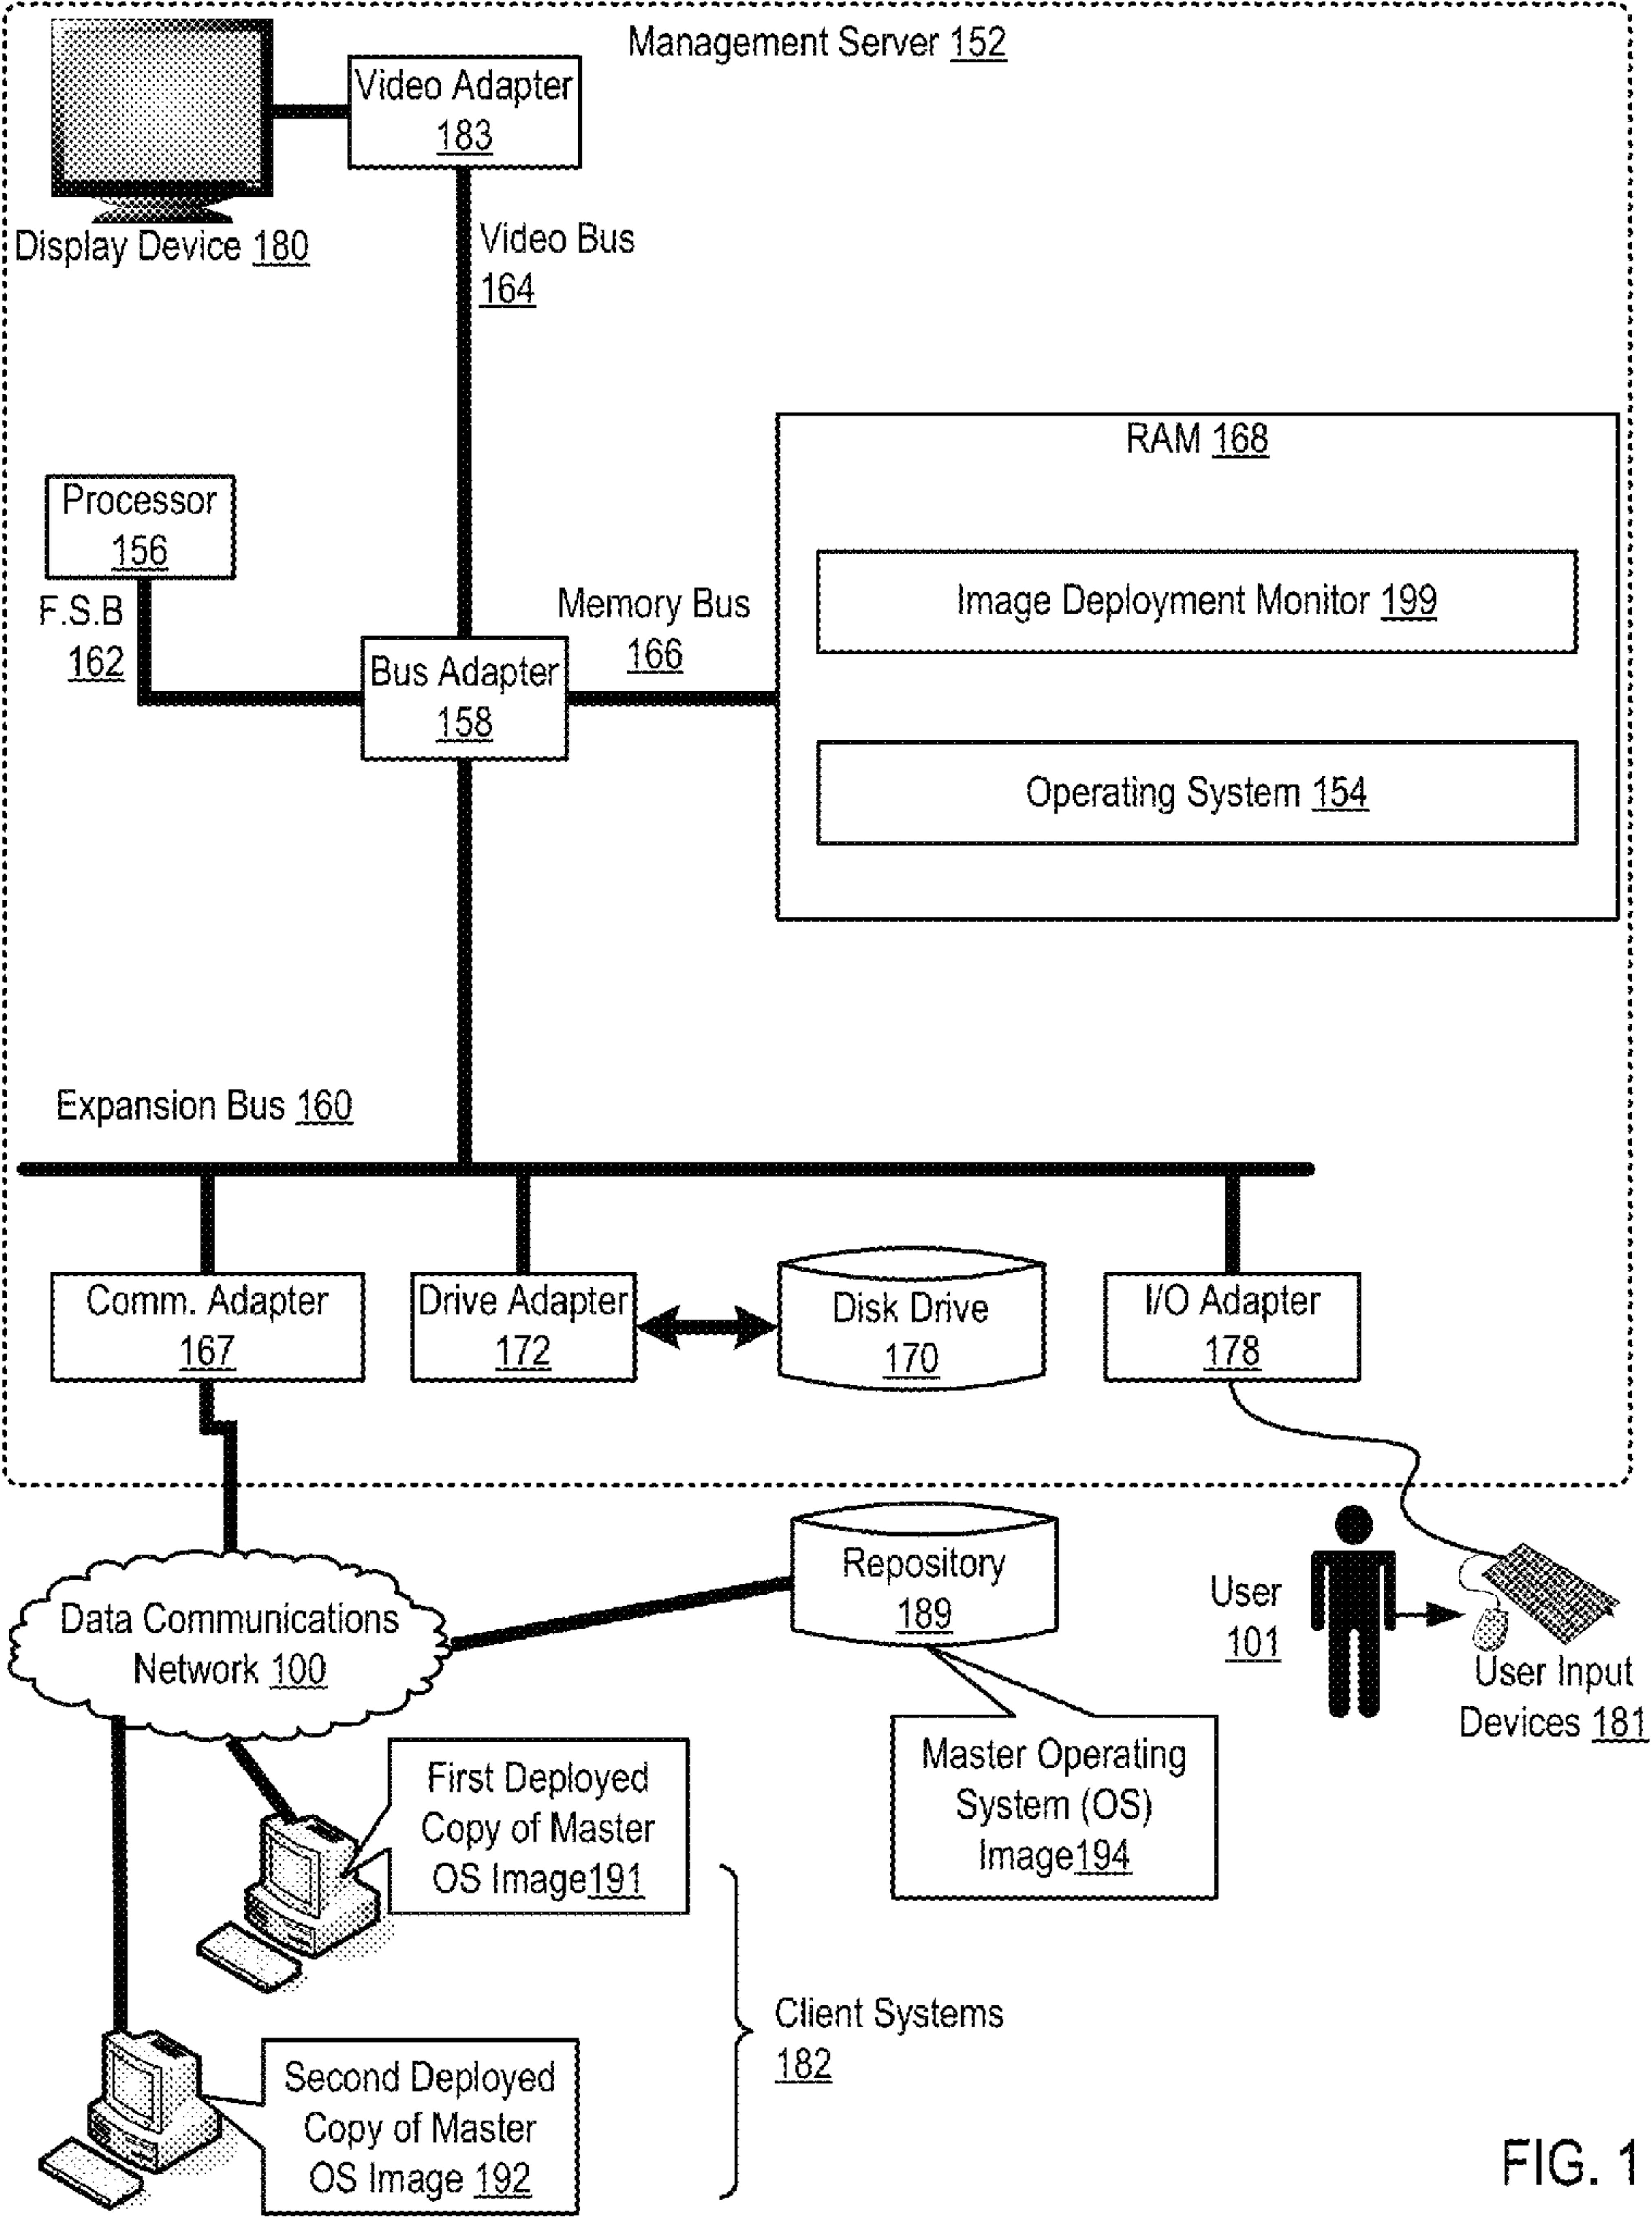 Management Server 152
Video Adapter
183
Display Device 180
Video Bus
164
RAM 168
Processor
156
Image Deployment Monitor 199
F.S.B
162
Memory Bus
166
Bus Adapter
158
Operating System 154
Expansion Bus 160
Comm. Adapter
167
Drive Adapter
172
Disk Drive
170
I/O Adapter
178
Data Communications
Network 100
Repository
189
User
101
User Input
Devices 181
Master Operating
System (OS)
Image194
First Deployed
Copy of Master
OS Image191
Client Systems
182
Second Deployed
Copy of Master
OS Image 192
FIG. 1